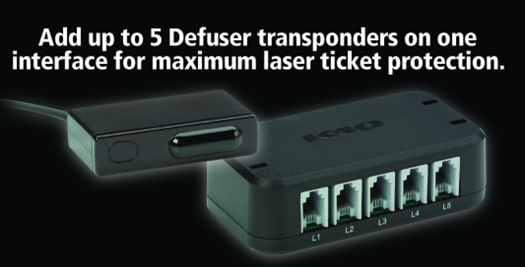 Add up to 5 Defuser transponders on one
interface for maximum laser ticket protection.
K40
L1 L2 L3 L4 L5